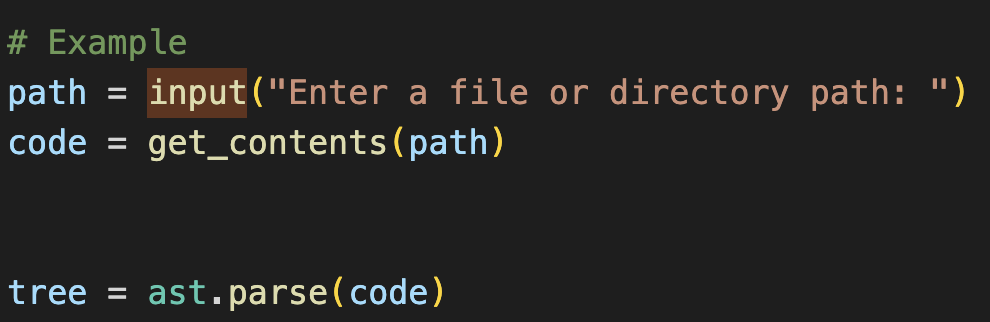 # Example
path = input("Enter a file or directory path: ")
code = get_contents(path)
tree = ast.parse(code)